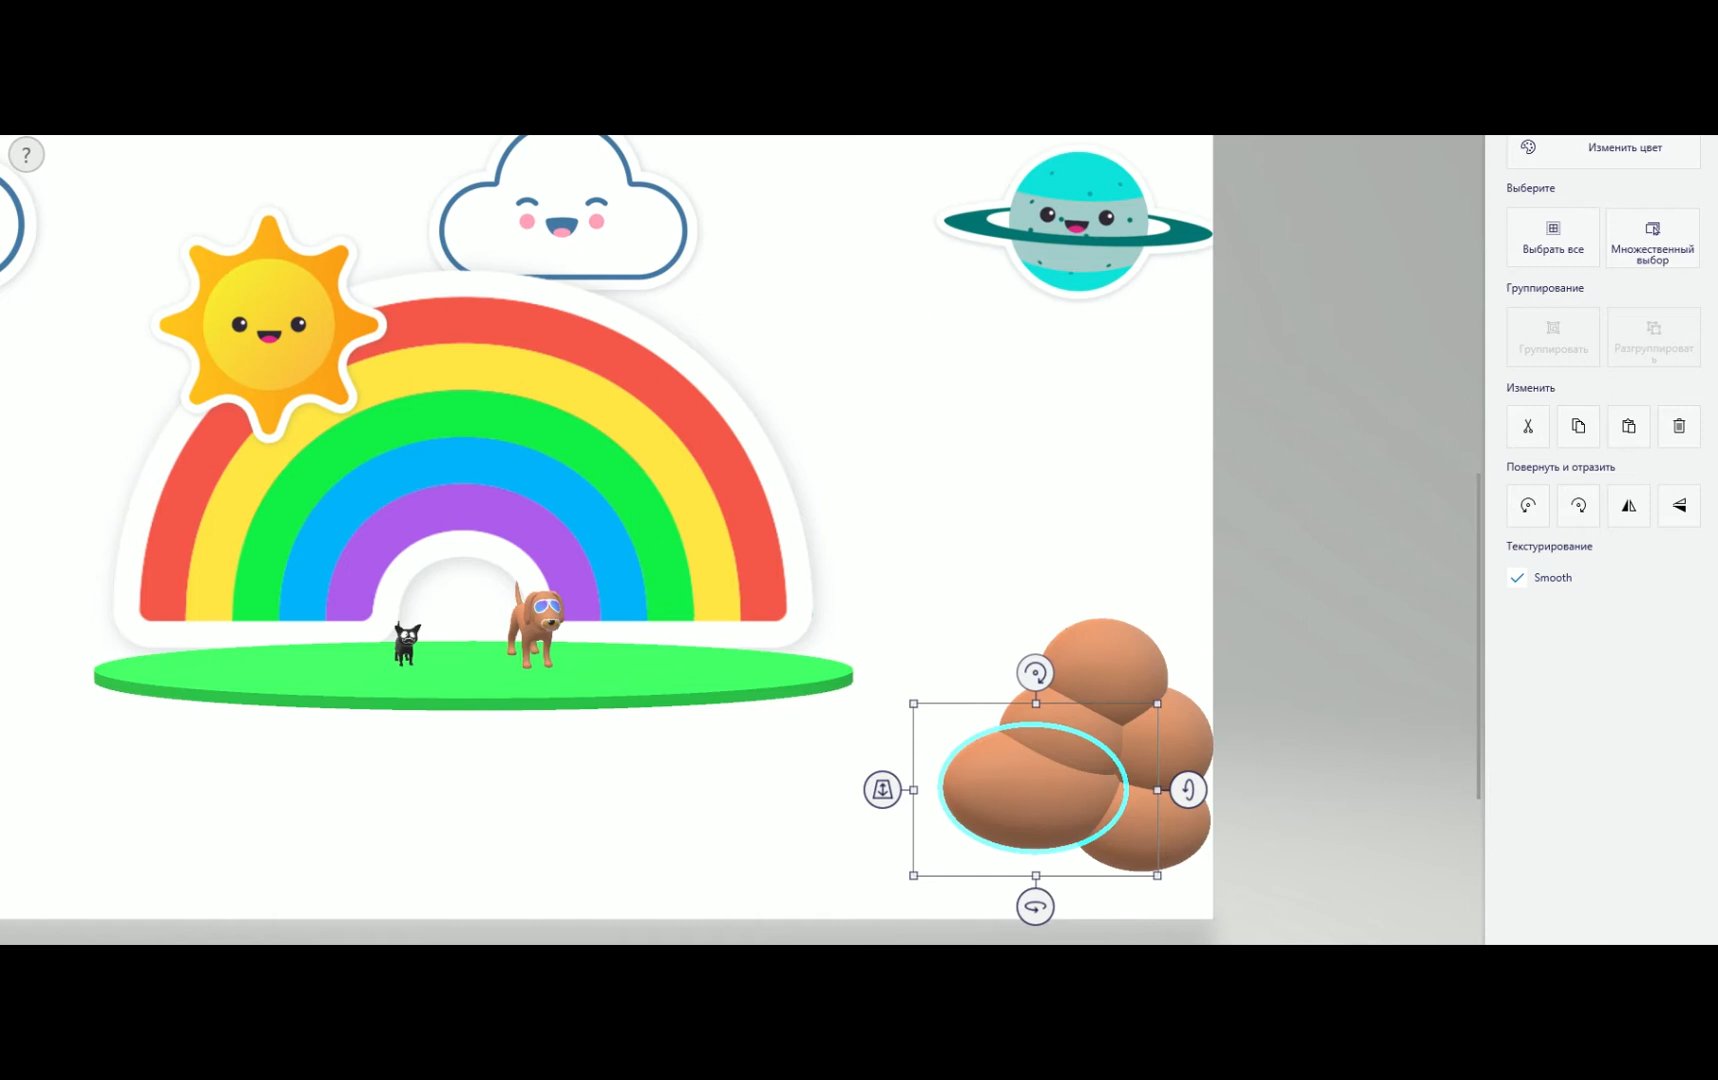 ?
Изменить цвет
Выберите
Выбрать все
Множественный
выбор
Группирование
Группировать
Разгруппироват
ь
Изменить
Повернуть и отразить
Текстурирование
Smooth